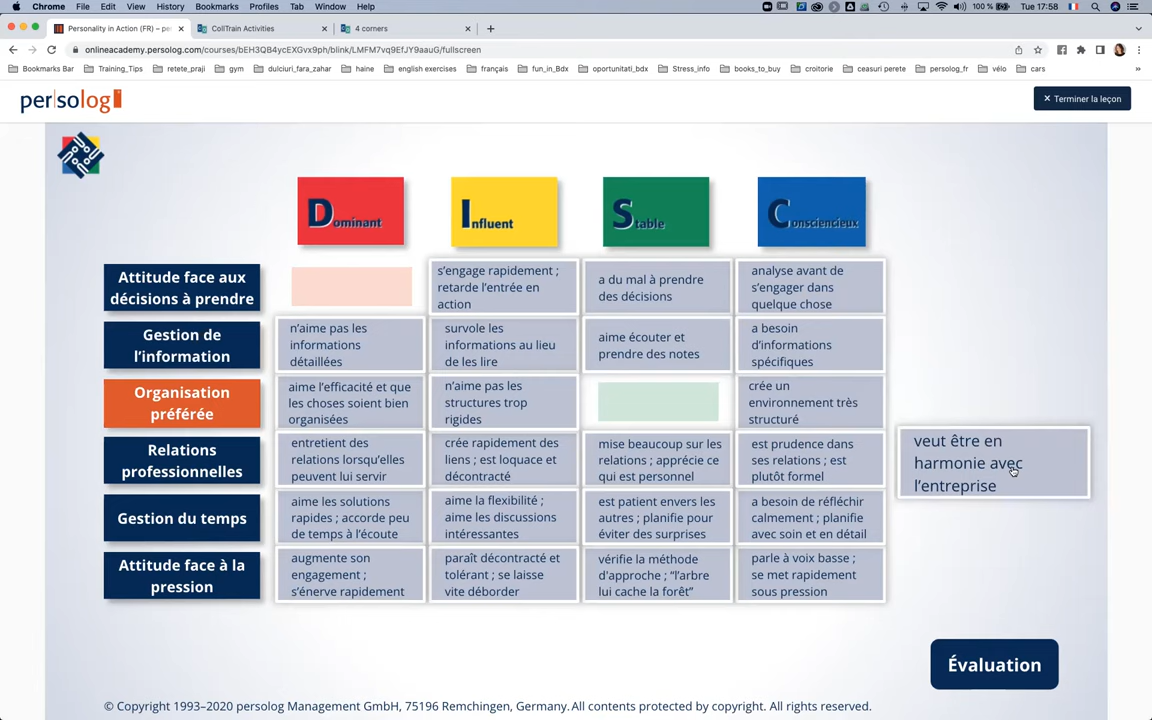 Chrome File Edit View History Bookmarks Profiles Tab Window Help 100 % Tue 17:58
Personality in Action (FR) – pe CollTrain Activities 4 corners
onlineacademy.persolog.com/courses/bEH3QB4ycEXGvx9ph/blink/LMFM7vq9EfJY9aauG/fullscreen
Bookmarks Bar Training_Tips retete_praji gym dulciuri_fara_zahar haine english exercises français fun_in_Bdx oportunitati_bdx Stress_info books_to_buy croitorie ceasuri perete persolog_fr vélo cars »
persolog
× Terminer la leçon
Dominant
Influent
Stable
Consciencieux
Attitude face aux
décisions à prendre
s’engage rapidement ;
retarde l’entrée en
action
a du mal à prendre
des décisions
analyse avant de
s’engager dans
quelque chose
Gestion de
l’information
n’aime pas les
informations
détaillées
survole les
informations au lieu
de les lire
aime écouter et
prendre des notes
a besoin
d’informations
spécifiques
Organisation
préférée
aime l’efficacité et que
les choses soient bien
organisées
n’aime pas les
structures trop
rigides
crée un
environnement très
structuré
Relations
professionnelles
entretient des
relations lorsqu’elles
peuvent lui servir
crée rapidement des
liens ; est loquace et
décontracté
mise beaucoup sur les
relations ; apprécie ce
qui est personnel
est prudence dans
ses relations ; est
plutôt formel
veut être en
harmonie avec
l’entreprise
Gestion du temps
aime les solutions
rapides ; accorde peu
de temps à l’écoute
aime la flexibilité ;
aime les discussions
intéressantes
est patient envers les
autres ; planifie pour
éviter des surprises
a besoin de réfléchir
calmement ; planifie
avec soin et en détail
Attitude face à la
pression
augmente son
engagement ;
s’énerve rapidement
paraît décontracté et
tolérant ; se laisse
vite déborder
vérifie la méthode
d'approche ; “l’arbre
lui cache la forêt”
parle à voix basse ;
se met rapidement
sous pression
Évaluation
© Copyright 1993–2020 persolog Management GmbH, 75196 Remchingen, Germany. All contents protected by copyright. All rights reserved.